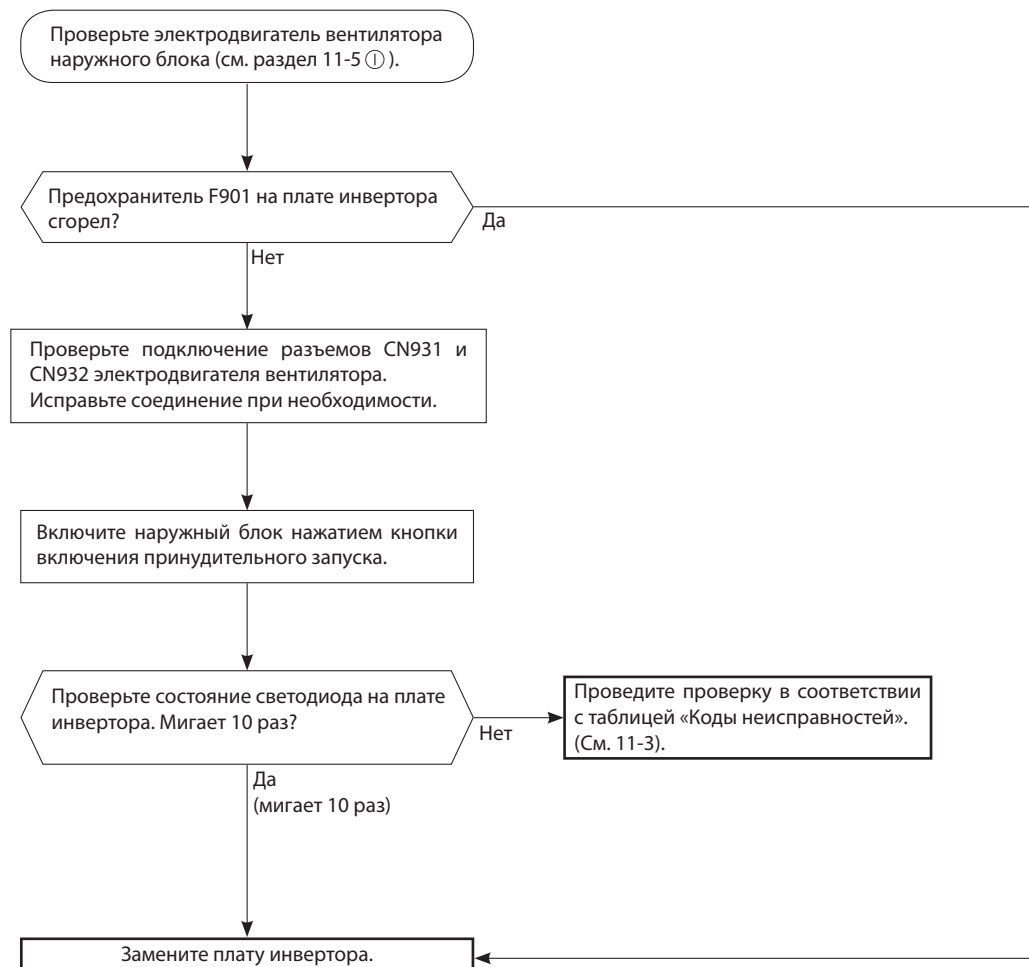 Проверьте электродвигатель вентилятора
наружного блока (см. раздел 11-5 Ⓘ ).
Предохранитель F901 на плате инвертора
сгорел?
Да
Нет
Проверьте подключение разъемов CN931 и
CN932 электродвигателя вентилятора.
Исправьте соединение при необходимости.
Включите наружный блок нажатием кнопки
включения принудительного запуска.
Проверьте состояние светодиода на плате
инвертора. Мигает 10 раз?
Нет
Проведите проверку в соответствии
с таблицей «Коды неисправностей».
(См. 11-3).
Да
(мигает 10 раз)
Замените плату инвертора.